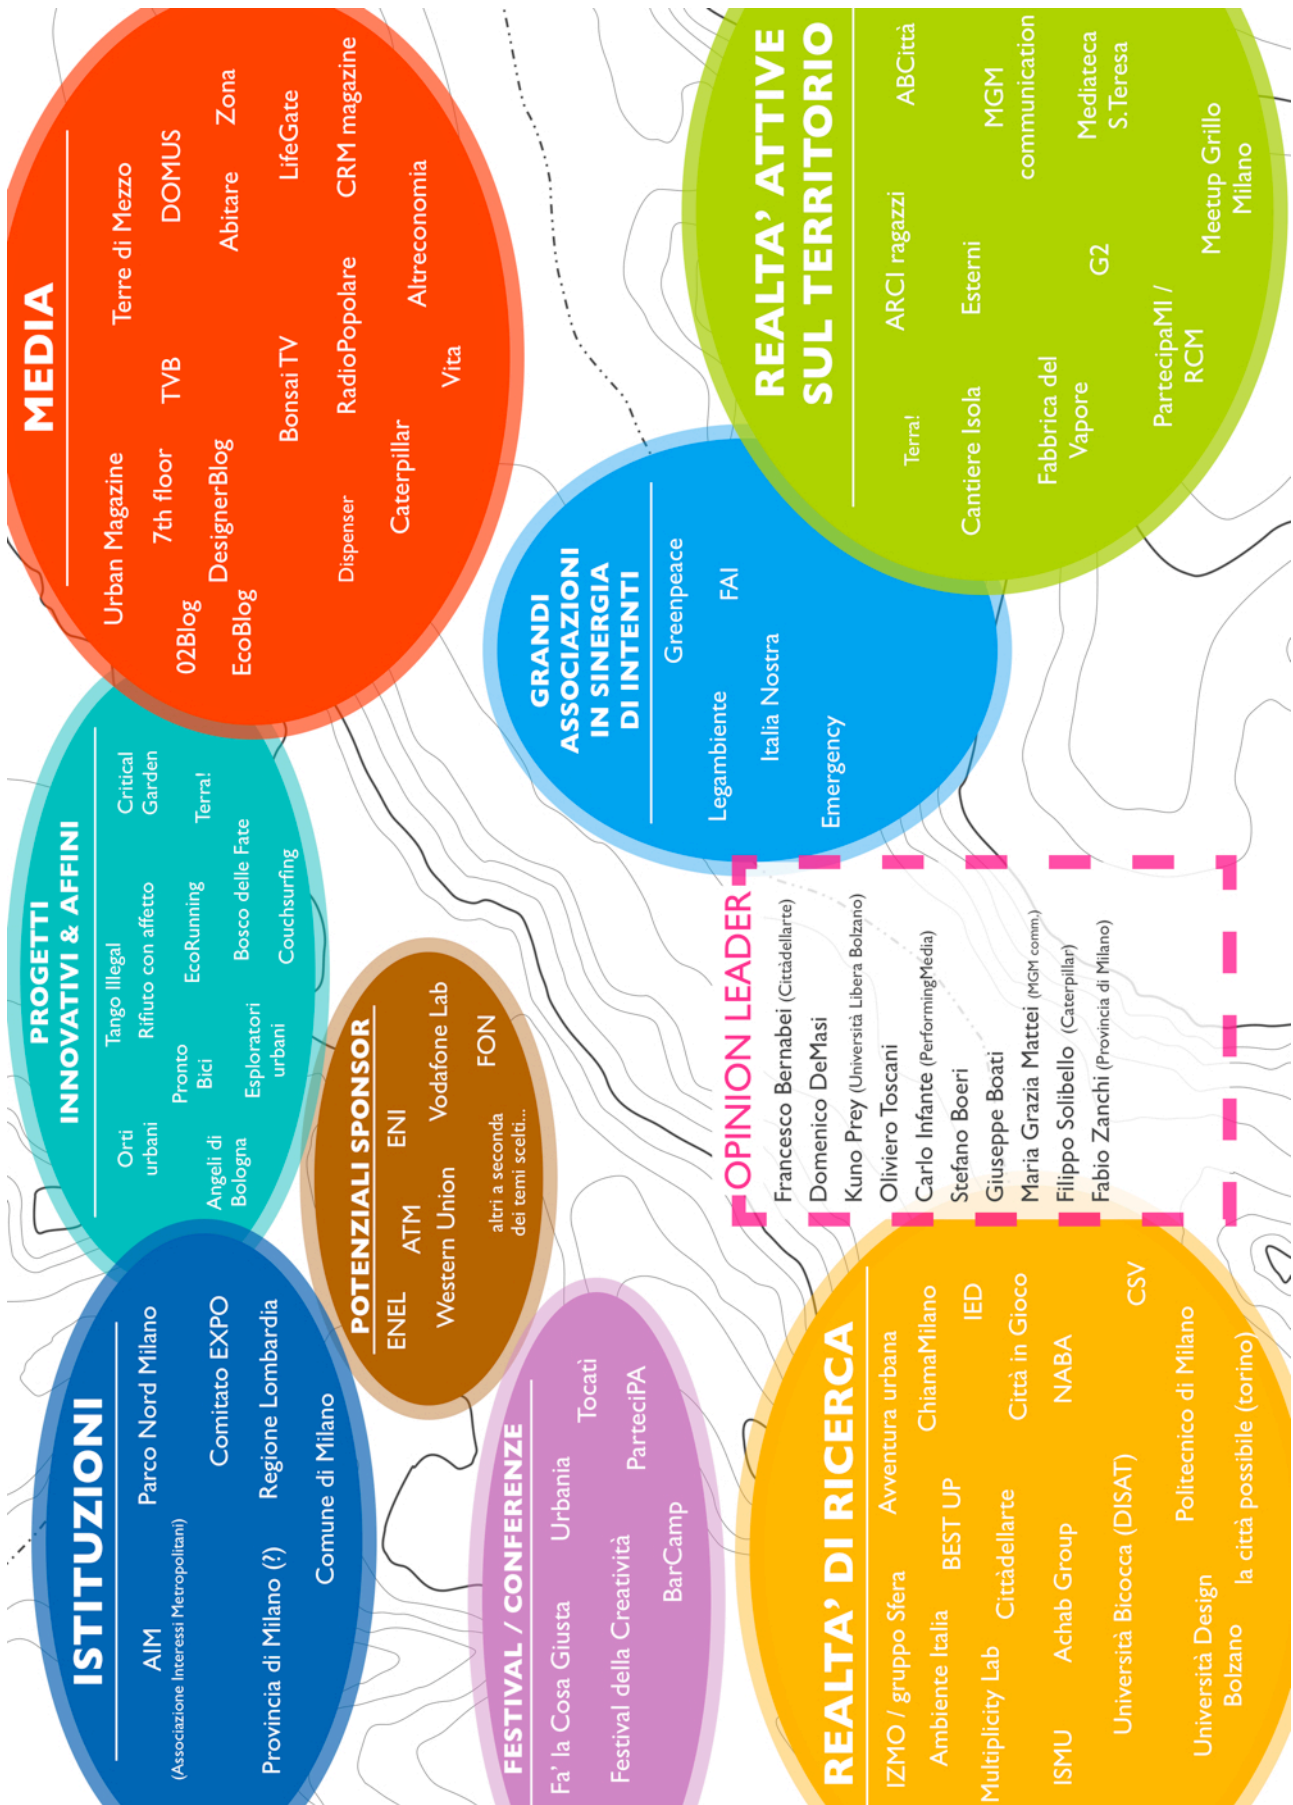 ISTITUZIONI
AIM
(Associazione Interessi Metropolitani)
Parco Nord Milano
Comitato EXPO
Provincia di Milano (?)
Regione Lombardia
Comune di Milano
PROGETTI
INNOVATIVI & AFFINI
Orti
urbani
Tango Illegal
Critical
Garden
Rifiuto con affetto
Pronto
Bici
EcoRunning
Terra!
Angeli di
Bologna
Esploratori
urbani
Bosco delle Fate
Couchsurfing
MEDIA
Urban Magazine
Terre di Mezzo
7th floor
TVB
DOMUS
02Blog
DesignerBlog
Abitare
Zona
EcoBlog
Bonsai TV
LifeGate
Dispenser
RadioPopolare
CRM magazine
Caterpillar
Altreconomia
Vita
POTENZIALI SPONSOR
ENEL
ATM
ENI
Western Union
Vodafone Lab
FON
altri a seconda
dei temi scelti...
FESTIVAL / CONFERENZE
Fa' la Cosa Giusta
Urbania
Tocatì
Festival della Creatività
ParteciPA
BarCamp
GRANDI
ASSOCIAZIONI
IN SINERGIA
DI INTENTI
Greenpeace
Legambiente
FAI
Italia Nostra
Emergency
OPINION LEADER
Francesco Bernabei (Cittàdellarte)
Domenico DeMasi
Kuno Prey (Università Libera Bolzano)
Oliviero Toscani
Carlo Infante (PerformingMedia)
Stefano Boeri
Giuseppe Boati
Maria Grazia Mattei (MGM comm.)
Filippo Solibello (Caterpillar)
Fabio Zanchi (Provincia di Milano)
REALTA' ATTIVE
SUL TERRITORIO
Terra!
ARCI ragazzi
ABCittà
Cantiere Isola
Esterni
MGM
communication
Fabbrica del
Vapore
G2
Mediateca
S.Teresa
PartecipaMI /
RCM
Meetup Grillo
Milano
REALTA' DI RICERCA
IZMO / gruppo Sfera
Avventura urbana
Ambiente Italia
BEST UP
ChiamaMilano
IED
Multiplicity Lab
Cittàdellarte
Città in Gioco
ISMU
Achab Group
NABA
Università Bicocca (DISAT)
CSV
Politecnico di Milano
Università Design
Bolzano
la città possibile (torino)